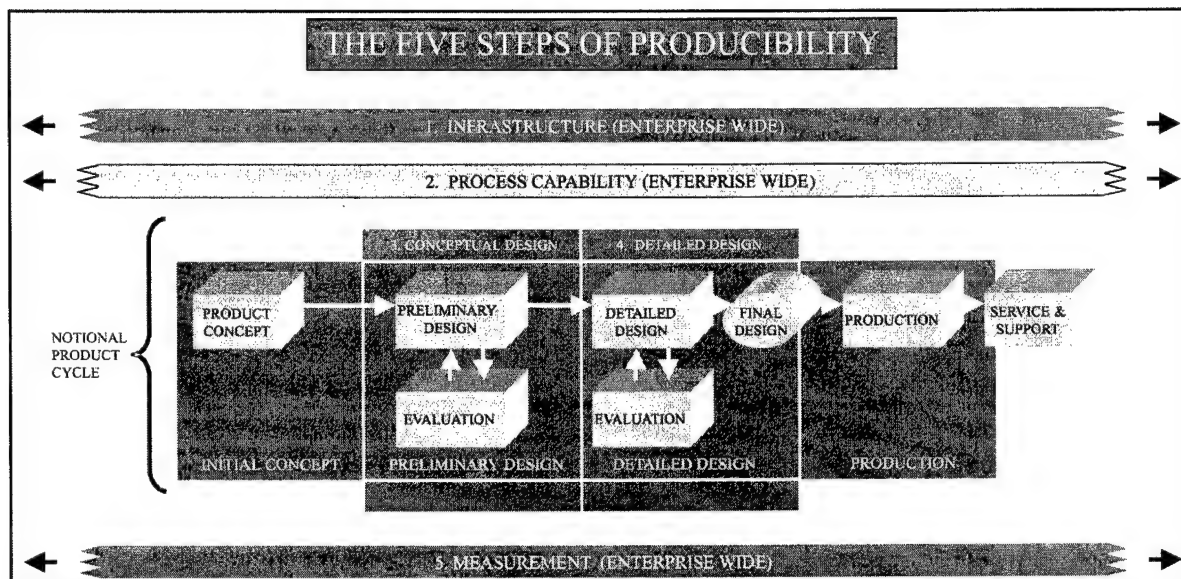 THE FIVE STEPS OF PRODUCIBILITY
1. INFRASTRUCTURE (ENTERPRISE WIDE)
2. PROCESS CAPABILITY (ENTERPRISE WIDE)
3. CONCEPTUAL DESIGN
4. DETAILED DESIGN
NOTIONAL
PRODUCT
CYCLE
PRODUCT
CONCEPT
PRELIMINARY
DESIGN
DETAILED
DESIGN
FINAL
DESIGN
PRODUCTION
SERVICE &
SUPPORT
EVALUATION
EVALUATION
INITIAL CONCEPT
PRELIMINARY DESIGN
DETAILED DESIGN
PRODUCTION
5. MEASUREMENT (ENTERPRISE WIDE)